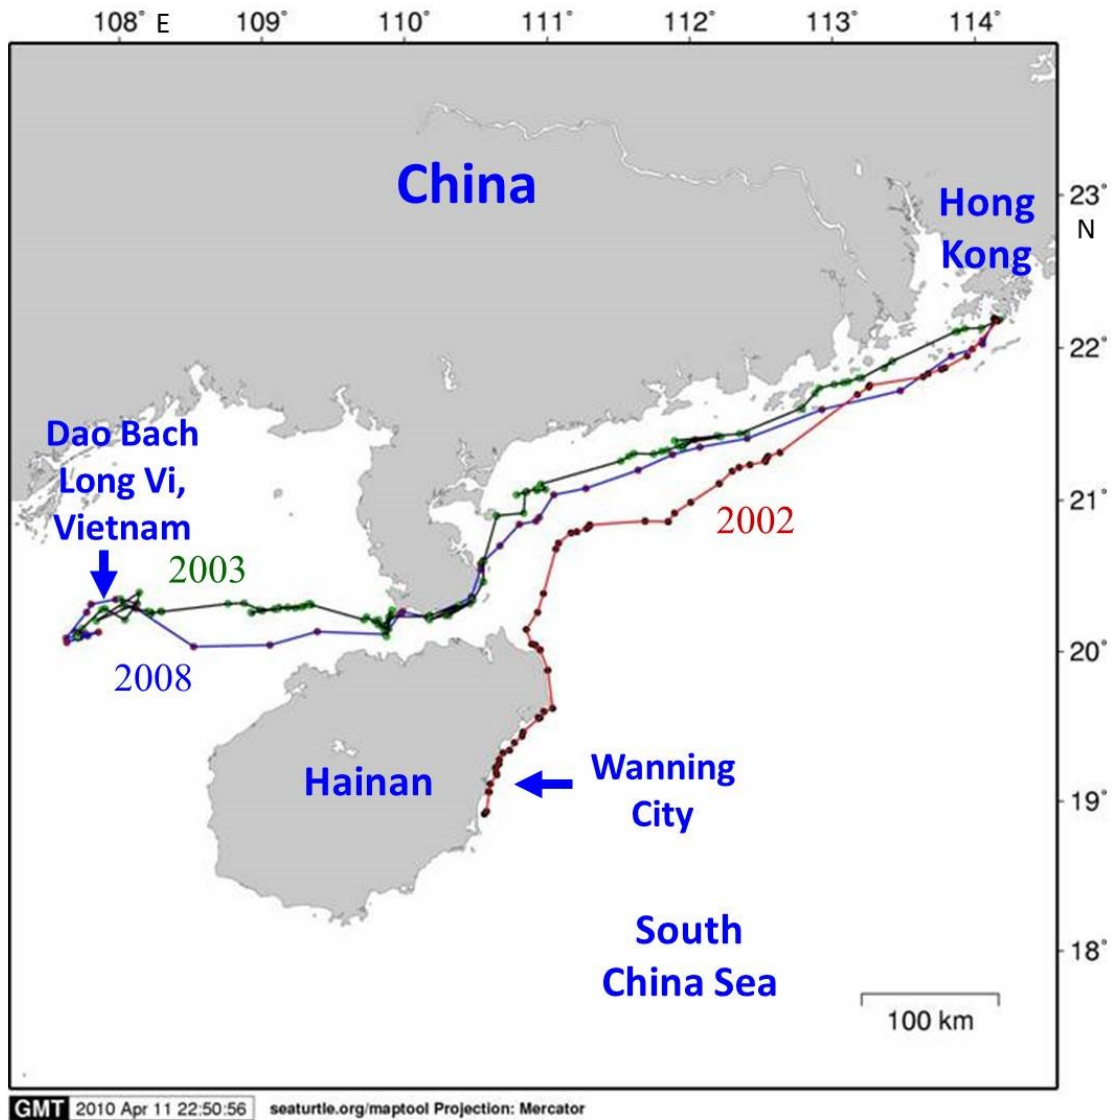 108° E 109° 110° 111° 112° 113° 114°
China
Hong
Kong
23°
N
22°
Dao Bach
Long Vi,
Vietnam
21°
2002
2003
20°
2008
Hainan
Wanning
City
19°
South
China Sea
18°
100 km
GMT 2010 Apr 11 22:50:56 seaturtle.org/maptool Projection: Mercator